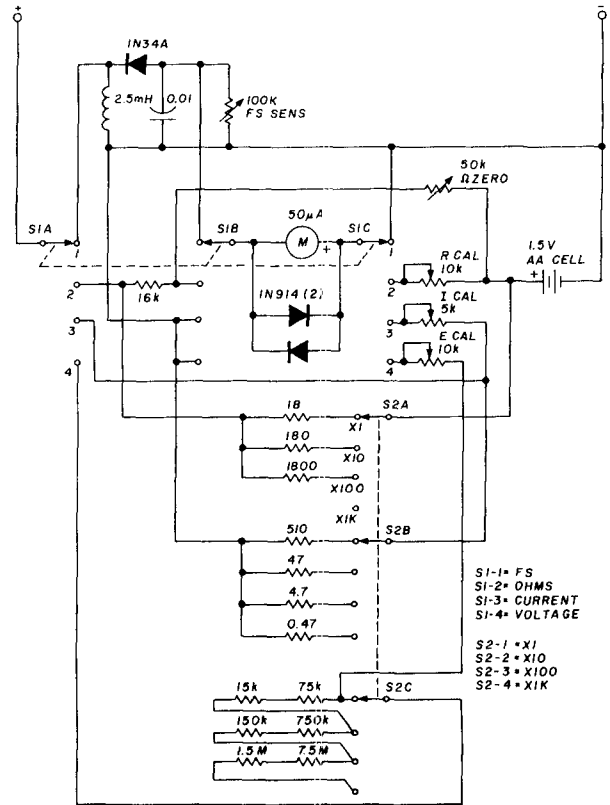 +
−
1N34A
2.5mH
0.01
100K
FS SENS
50k
ΩZERO
50μA
S1A
1
S1B
M
+
S1C
1
1.5V
AA CELL
+
R CAL
10k
2
16k
2
1N914 (2)
I CAL
5k
3
3
E CAL
10k
4
4
18
X1
S2A
180
X10
1800
X100
X1K
510
S2B
47
4.7
0.47
S1-1= FS
S1-2= OHMS
S1-3= CURRENT
S1-4= VOLTAGE
S2-1 = X1
S2-2 = X10
S2-3 = X100
S2-4 = X1K
15k
75k
S2C
150k
750k
1.5M
7.5M